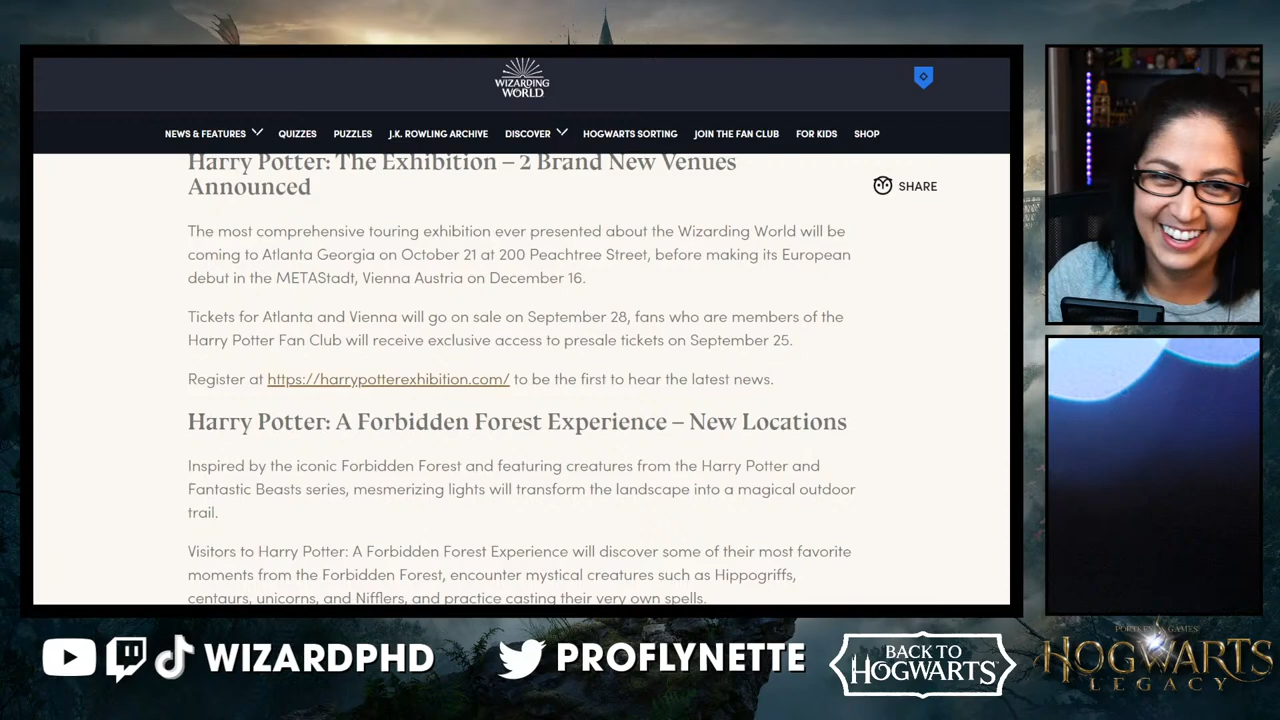 WIZARDING
WORLD
NEWS & FEATURES QUIZZES PUZZLES J.K. ROWLING ARCHIVE DISCOVER HOGWARTS SORTING JOIN THE FAN CLUB FOR KIDS SHOP
Harry Potter: The Exhibition – 2 Brand New Venues
Announced
SHARE
The most comprehensive touring exhibition ever presented about the Wizarding World will be
coming to Atlanta Georgia on October 21 at 200 Peachtree Street, before making its European
debut in the METAStadt, Vienna Austria on December 16.
Tickets for Atlanta and Vienna will go on sale on September 28, fans who are members of the
Harry Potter Fan Club will receive exclusive access to presale tickets on September 25.
Register at https://harrypotterexhibition.com/ to be the first to hear the latest news.
Harry Potter: A Forbidden Forest Experience – New Locations
Inspired by the iconic Forbidden Forest and featuring creatures from the Harry Potter and
Fantastic Beasts series, mesmerizing lights will transform the landscape into a magical outdoor
trail.
Visitors to Harry Potter: A Forbidden Forest Experience will discover some of their most favorite
moments from the Forbidden Forest, encounter mystical creatures such as Hippogriffs,
centaurs, unicorns, and Nifflers, and practice casting their very own spells.
WIZARDPHD
PROFLYNETTE
BACK TO
HOGWARTS
PORTKEY GAMES
HOGWARTS
LEGACY